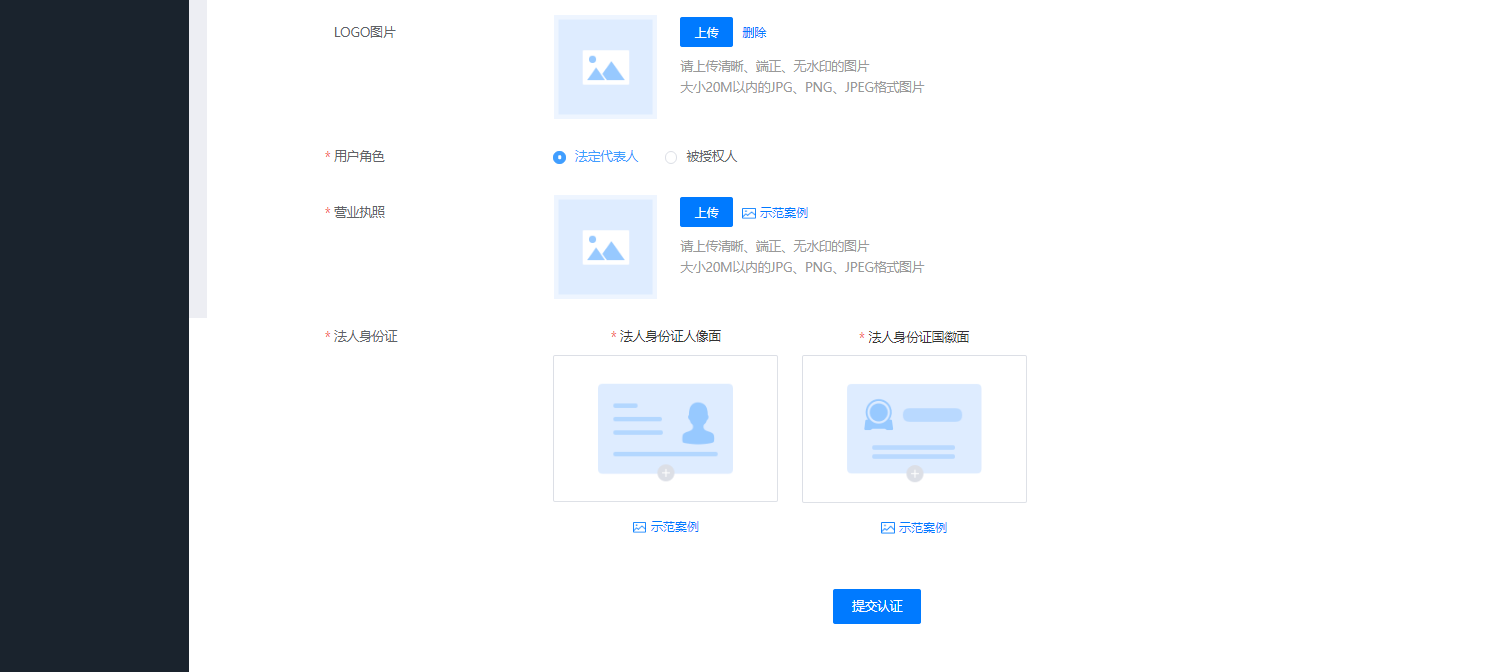 LOGO图片
上传 删除
请上传清晰、端正、无水印的图片
大小20M以内的JPG、PNG、JPEG格式图片
* 用户角色
法定代表人 被授权人
* 营业执照
上传 示范案例
请上传清晰、端正、无水印的图片
大小20M以内的JPG、PNG、JPEG格式图片
* 法人身份证
* 法人身份证人像面
* 法人身份证国徽面
示范案例
示范案例
提交认证